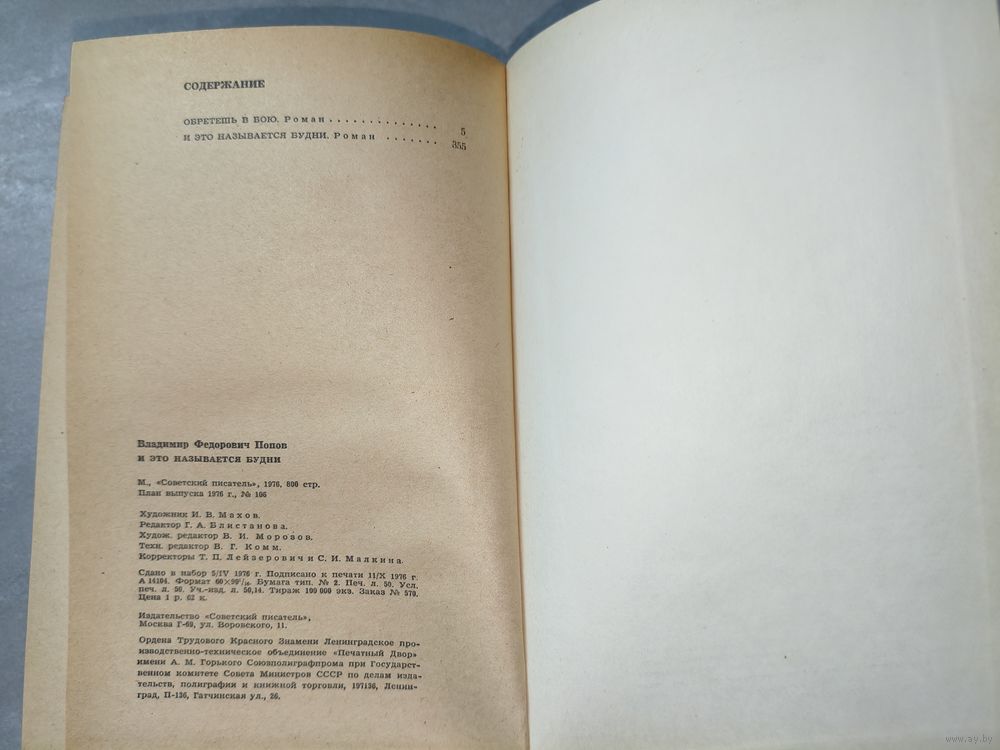 СОДЕРЖАНИЕ
ОБРЕТЕШЬ В БОЮ. Роман . . . . . . . . . . . . . . 5
И ЭТО НАЗЫВАЕТСЯ БУДНИ. Роман . . . . . . . 355
Владимир Федорович Попов
И ЭТО НАЗЫВАЕТСЯ БУДНИ
М., «Советский писатель», 1976, 800 стр.
План выпуска 1976 г., № 106
Художник И. В. Махов.
Редактор Г. А. Блистанова.
Худож. редактор В. И. Морозов.
Техн. редактор В. Г. Комм.
Корректоры Т. П. Лейзерович и С. И. Малкина.
Сдано в набор 5/IV 1976 г. Подписано к печати 11/X 1976 г.
А 14104. Формат 60×90¹/₁₆. Бумага тип. № 2. Печ. л. 50. Усл.
печ. л. 50. Уч.-изд. л. 50,14. Тираж 100 000 экз. Заказ № 570.
Цена 1 р. 62 к.
Издательство «Советский писатель»,
Москва Г-69, ул. Воровского, 11.
Ордена Трудового Красного Знамени Ленинградское про-
изводственно-техническое объединение «Печатный Двор»
имени А. М. Горького Союзполиграфпрома при Государст-
венном комитете Совета Министров СССР по делам изда-
тельств, полиграфии и книжной торговли, 197136, Ленин-
град, П-136, Гатчинская ул., 26.
www.ay.by